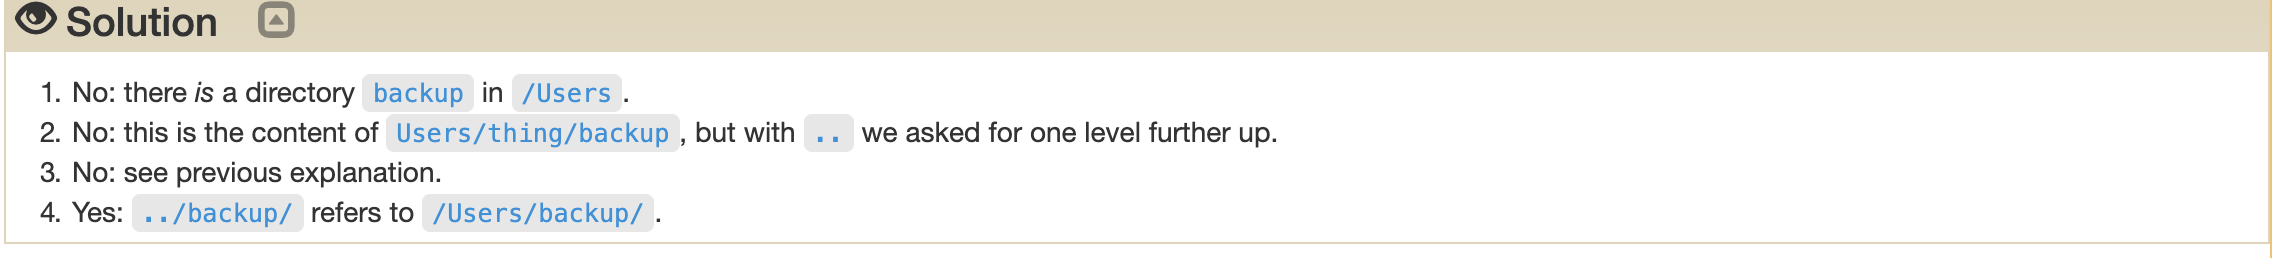 Solution
1. No: there is a directory backup in /Users.
2. No: this is the content of Users/thing/backup, but with .. we asked for one level further up.
3. No: see previous explanation.
4. Yes: ../backup/ refers to /Users/backup/.